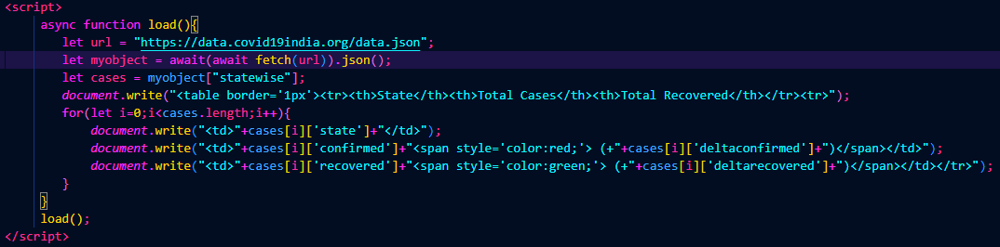 <script>
async function load(){
let url = "https://data.covid19india.org/data.json";
let myobject = await(await fetch(url)).json();
let cases = myobject["statewise"];
document.write("<table border='1px'><tr><th>State</th><th>Total Cases</th><th>Total Recovered</th></tr><tr>");
for(let i=0;i<cases.length;i++){
document.write("<td>"+cases[i]['state']+"</td>");
document.write("<td>"+cases[i]['confirmed']+"<span style='color:red;'> (+"+cases[i]['deltaconfirmed']+")</span></td>");
document.write("<td>"+cases[i]['recovered']+"<span style='color:green;'> (+"+cases[i]['deltarecovered']+")</span></td></tr>");
}
}
load();
</script>